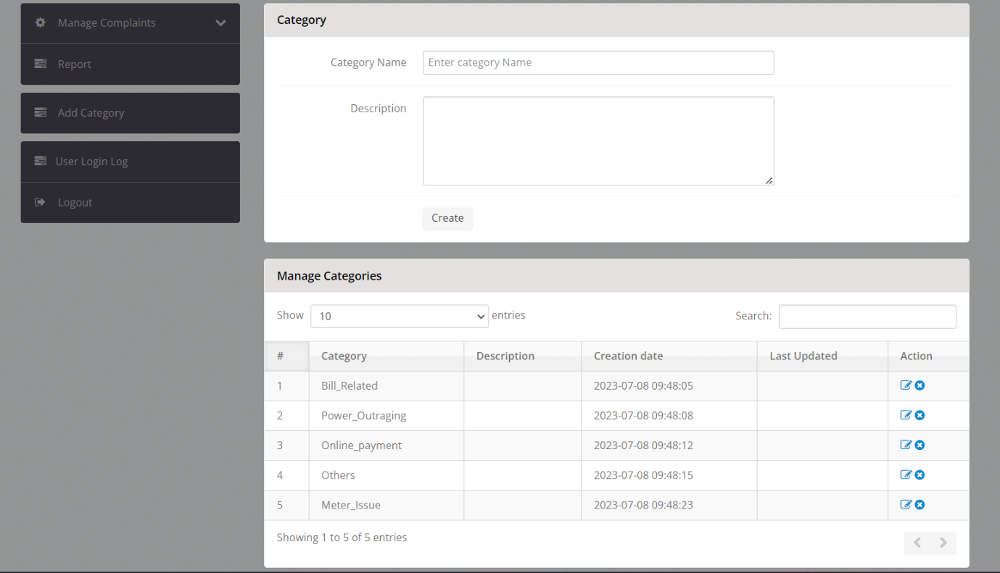 Manage Complaints
Report
Add Category
User Login Log
Logout
Category
Category Name Enter category Name
Description
Create
Manage Categories
Show 10 entries Search:
# Category Description Creation date Last Updated Action
1 Bill_Related 2023-07-08 09:48:05
2 Power_Outraging 2023-07-08 09:48:08
3 Online_payment 2023-07-08 09:48:12
4 Others 2023-07-08 09:48:15
5 Meter_Issue 2023-07-08 09:48:23
Showing 1 to 5 of 5 entries